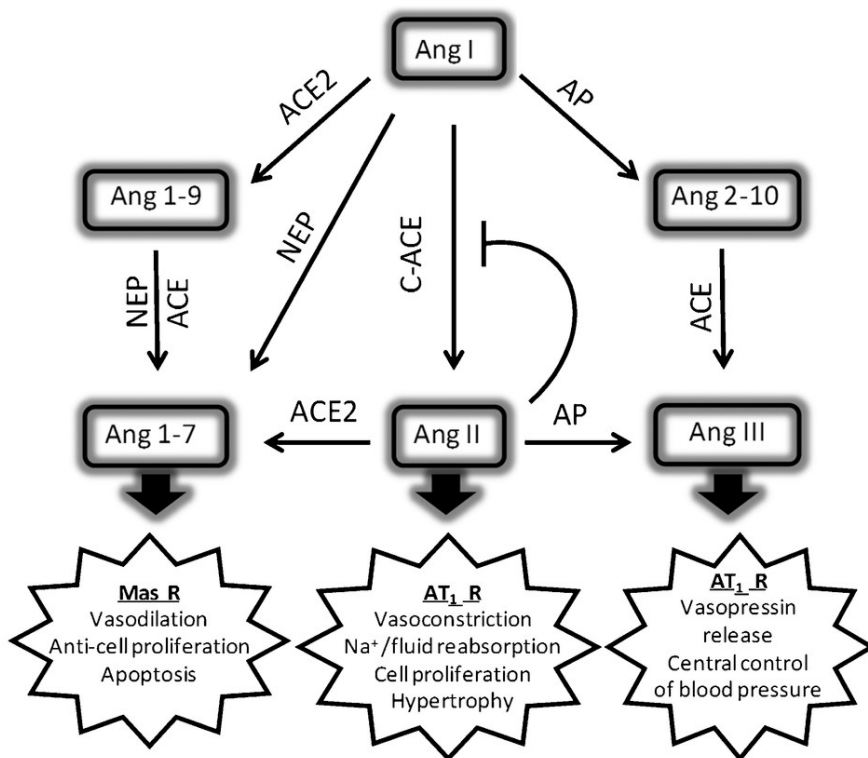 Ang I
ACE2
AP
Ang 1-9
Ang 2-10
NEP
C-ACE
NEP
ACE
ACE
Ang 1-7
ACE2
Ang II
AP
Ang III
Mas R
Vasodilation
Anti-cell proliferation
Apoptosis
AT₁ R
Vasoconstriction
Na⁺/fluid reabsorption
Cell proliferation
Hypertrophy
AT₁ R
Vasopressin
release
Central control
of blood pressure